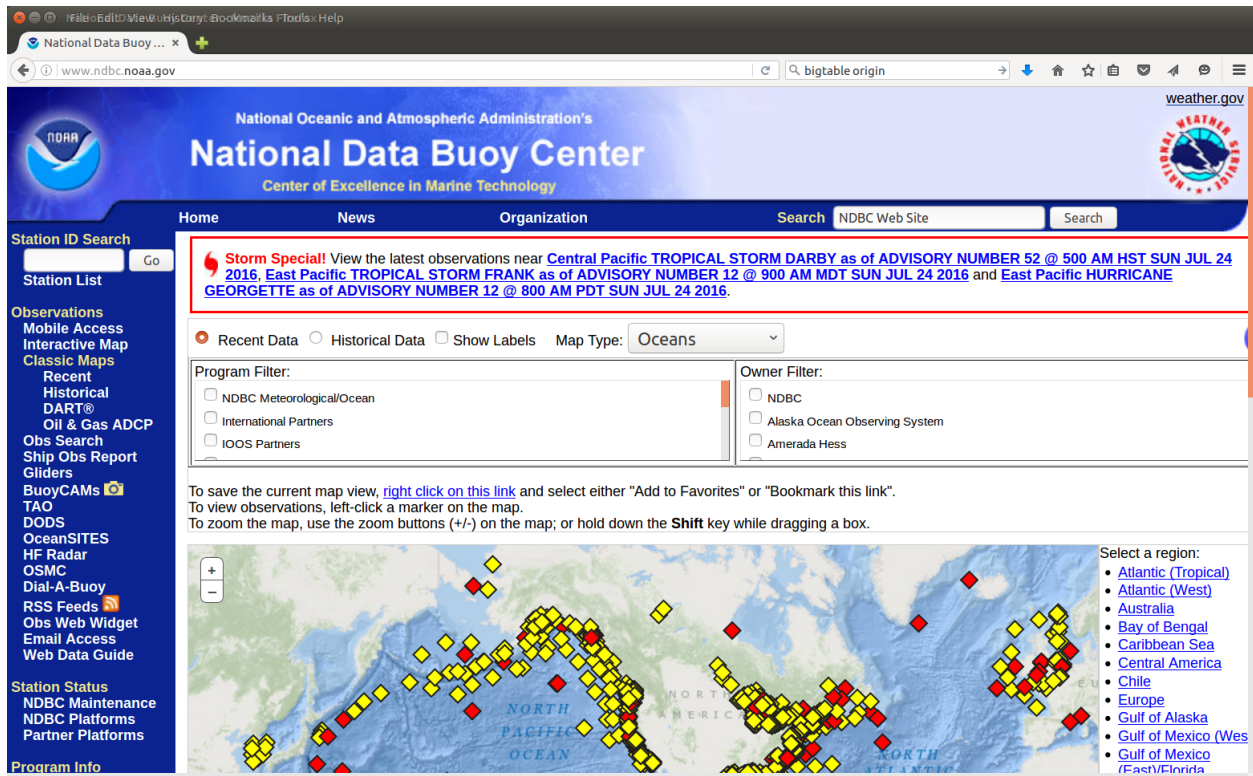 National Data Buoy ...
www.ndbc.noaa.gov
bigtable origin
weather.gov
NOAA
National Oceanic and Atmospheric Administration's
National Data Buoy Center
Center of Excellence in Marine Technology
NATIONAL WEATHER SERVICE
Home News Organization Search NDBC Web Site Search
Station ID Search
Go
Station List
Observations
Mobile Access
Interactive Map
Classic Maps
Recent
Historical
DART®
Oil & Gas ADCP
Obs Search
Ship Obs Report
Gliders
BuoyCAMs
TAO
DODS
OceanSITES
HF Radar
OSMC
Dial-A-Buoy
RSS Feeds
Obs Web Widget
Email Access
Web Data Guide
Station Status
NDBC Maintenance
NDBC Platforms
Partner Platforms
Program Info
Storm Special! View the latest observations near Central Pacific TROPICAL STORM DARBY as of ADVISORY NUMBER 52 @ 500 AM HST SUN JUL 24
2016, East Pacific TROPICAL STORM FRANK as of ADVISORY NUMBER 12 @ 900 AM MDT SUN JUL 24 2016 and East Pacific HURRICANE
GEORGETTE as of ADVISORY NUMBER 12 @ 800 AM PDT SUN JUL 24 2016.
Recent Data Historical Data Show Labels Map Type: Oceans
Program Filter:
NDBC Meteorological/Ocean
International Partners
IOOS Partners
Owner Filter:
NDBC
Alaska Ocean Observing System
Amerada Hess
To save the current map view, right click on this link and select either "Add to Favorites" or "Bookmark this link".
To view observations, left-click a marker on the map.
To zoom the map, use the zoom buttons (+/-) on the map; or hold down the Shift key while dragging a box.
+
−
NORTH
PACIFIC
OCEAN
NORTH
ATLANTIC
Select a region:
Atlantic (Tropical)
Atlantic (West)
Australia
Bay of Bengal
Caribbean Sea
Central America
Chile
Europe
Gulf of Alaska
Gulf of Mexico (Wes
Gulf of Mexico
(East)/Florida